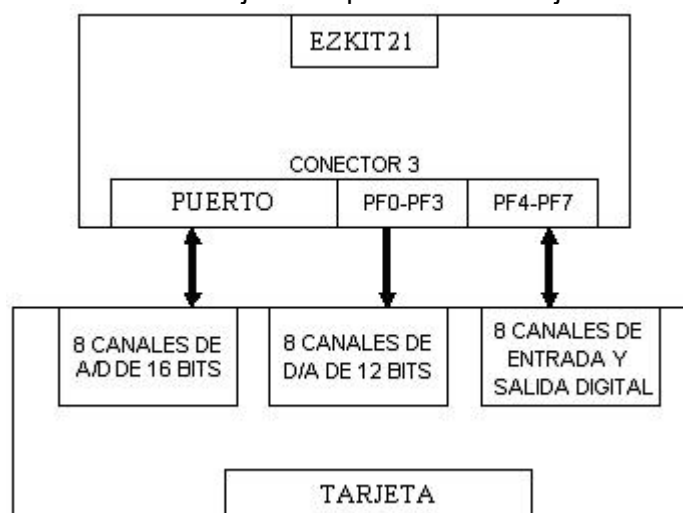 EZKIT21
CONECTOR 3
PUERTO
PF0-PF3
PF4-PF7
8 CANALES DE
A/D DE 16 BITS
8 CANALES DE
D/A DE 12 BITS
8 CANALES DE
ENTRADA Y
SALIDA DIGITAL
TARJETA